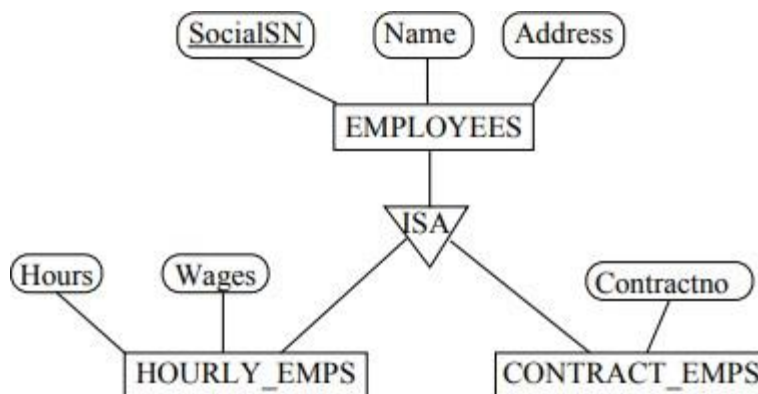 SocialSN Name Address
EMPLOYEES
ISA
Hours Wages Contractno
HOURLY_EMPS CONTRACT_EMPS